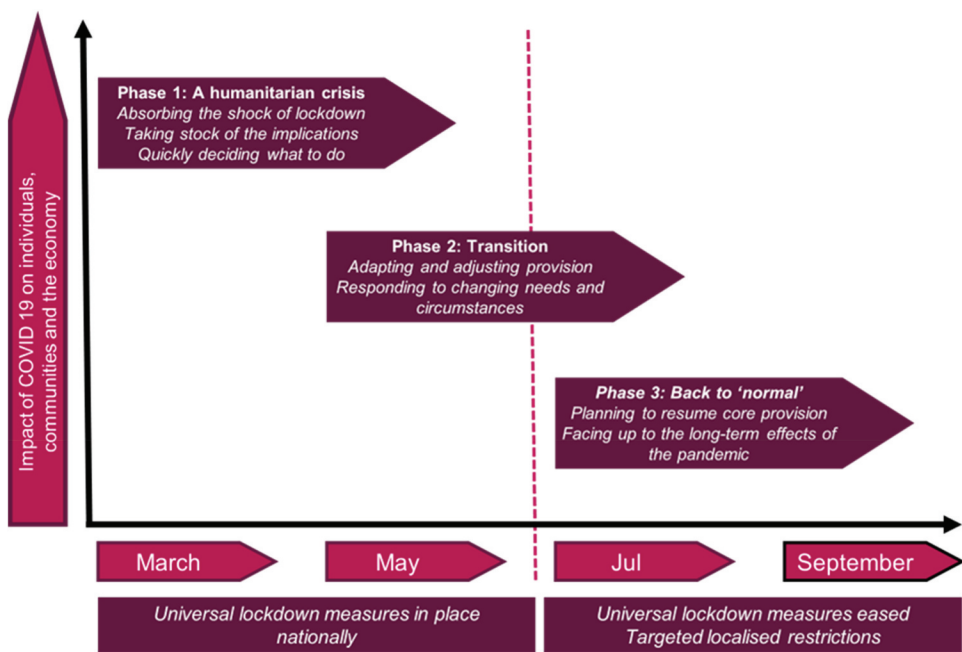 Impact of COVID 19 on individuals,
communities and the economy
Phase 1: A humanitarian crisis
Absorbing the shock of lockdown
Taking stock of the implications
Quickly deciding what to do
Phase 2: Transition
Adapting and adjusting provision
Responding to changing needs and
circumstances
Phase 3: Back to ‘normal’
Planning to resume core provision
Facing up to the long-term effects of
the pandemic
March
May
Jul
September
Universal lockdown measures in place
nationally
Universal lockdown measures eased
Targeted localised restrictions